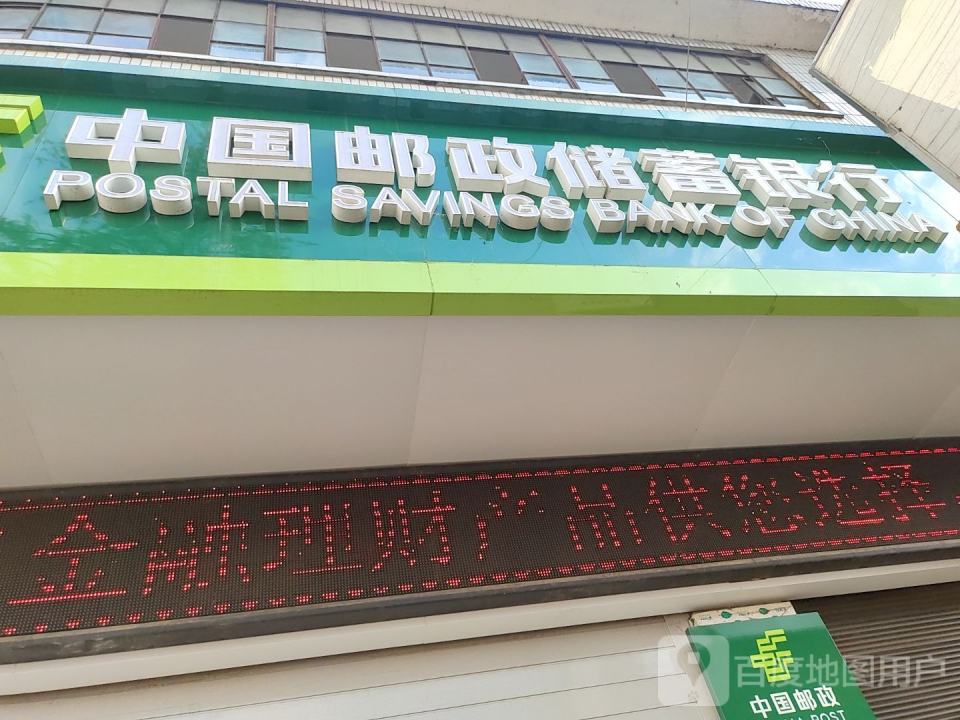 中国邮政储蓄银行
POSTAL SAVINGS BANK OF CHINA
金融理财产品供您选择
中国邮政
POST
百度地图用户